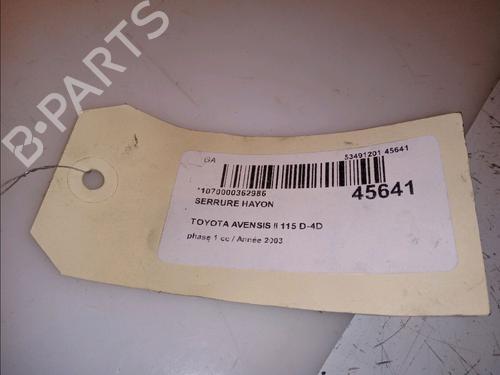 B-PARTS
GA 53491201 45641
*1070000362986 45641
SERRURE HAYON
TOYOTA AVENSIS II 115 D-4D
phase 1 cc / Année 2003